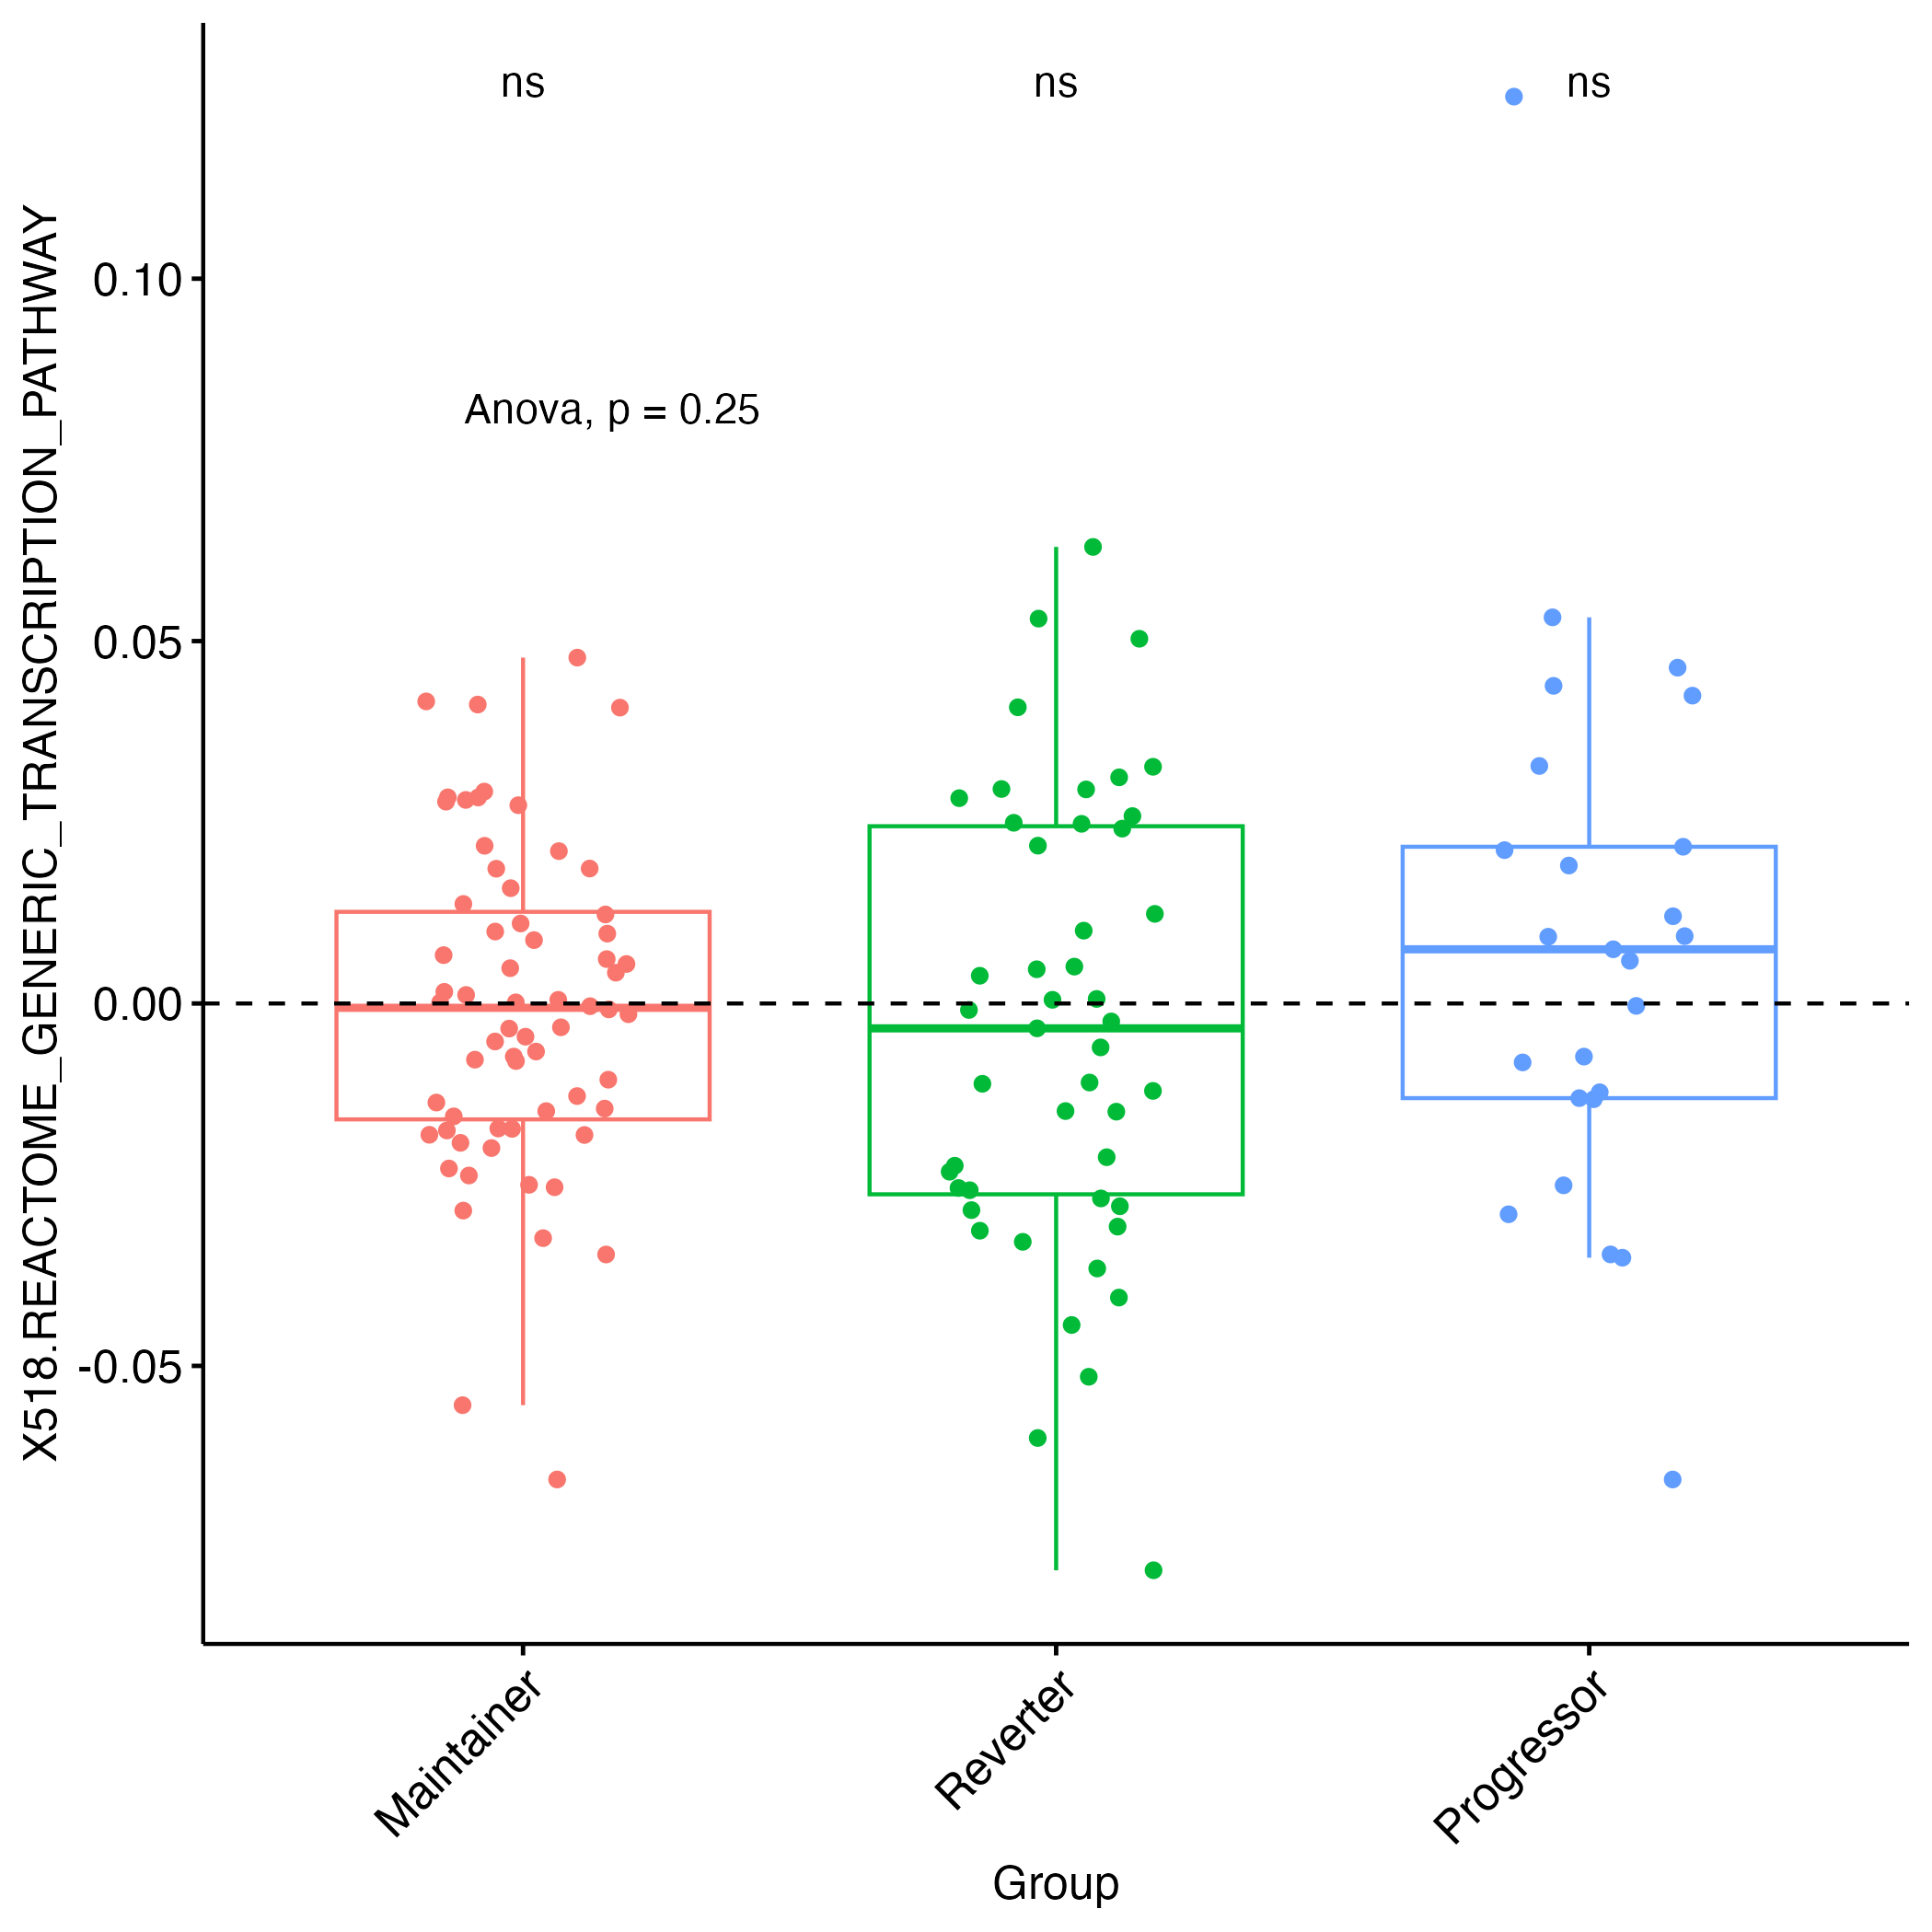 ns ns ns
Anova, p = 0.25
X518.REACTOME_GENERIC_TRANSCRIPTION_PATHWAY
0.10
0.05
0.00
-0.05
Maintainer Reverter Progressor
Group